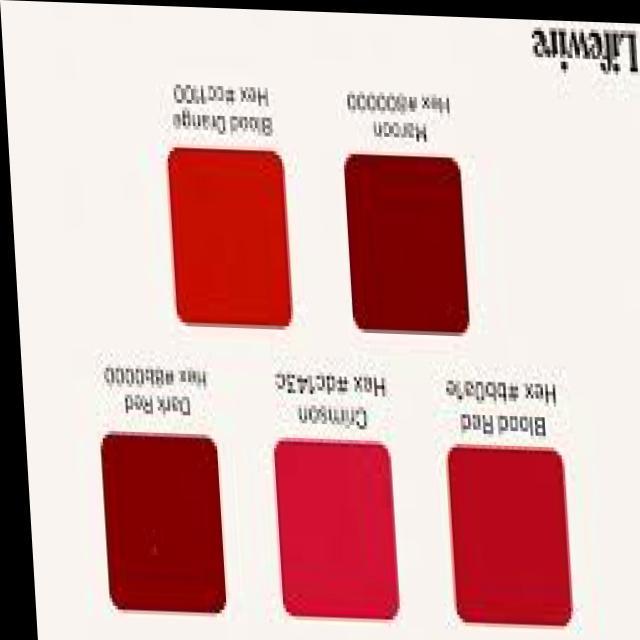 Blood Red
Hex #bb0a1e
Crimson
Hex #dc143c
Dark Red
Hex #8b0000
Maroon
Hex #800000
Blood Orange
Hex #cc1100
Lifewire